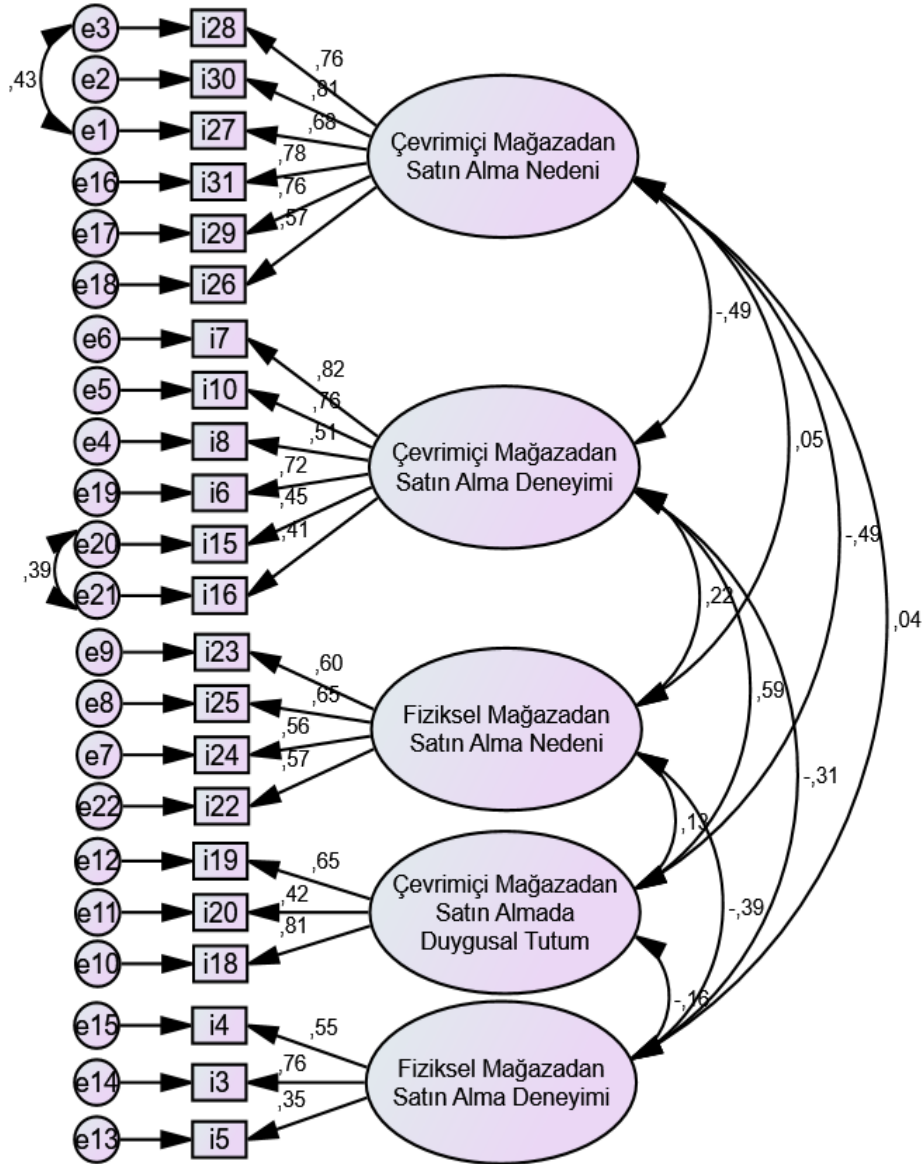 e3 i28
,76
,43
e2 i30
,81
e1 i27
,68
Çevrimiçi Mağazadan
Satın Alma Nedeni
e16 i31
,78
e17 i29
,76
e18 i26
,57
-,49
e6 i7
,82
e5 i10
,76
e4 i8
,51
Çevrimiçi Mağazadan
Satın Alma Deneyimi
,05
e19 i6
,72
e20 i15
,45
-,49
,39
e21 i16
,41
,22
,04
e9 i23
,60
e8 i25
,65
Fiziksel Mağazadan
Satın Alma Nedeni
,59
e7 i24
,56
-,31
e22 i22
,57
,13
e12 i19
,65
e11 i20
,42
Çevrimiçi Mağazadan
Satın Almada
Duygusal Tutum
-,39
e10 i18
,81
-,16
e15 i4
,55
e14 i3
,76
Fiziksel Mağazadan
Satın Alma Deneyimi
e13 i5
,35